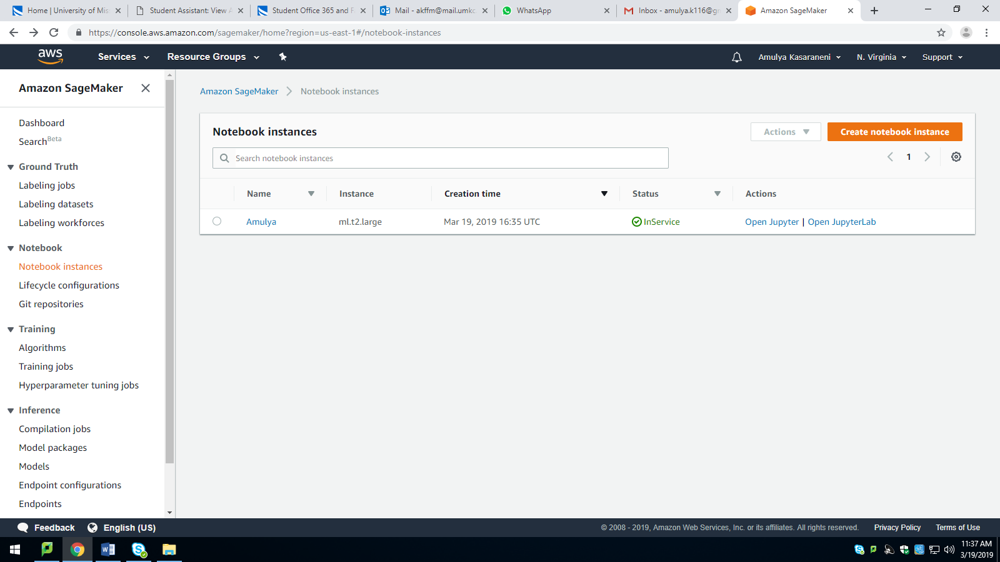 Home | University of Mis
Student Assistant: View A
Student Office 365 and F
Mail - akffm@mail.umkc
WhatsApp
Inbox - amulya.k116@gm
Amazon SageMaker
https://console.aws.amazon.com/sagemaker/home?region=us-east-1#/notebook-instances
aws
Services
Resource Groups
Amulya Kasaraneni
N. Virginia
Support
Amazon SageMaker
Dashboard
Search Beta
Ground Truth
Labeling jobs
Labeling datasets
Labeling workforces
Notebook
Notebook instances
Lifecycle configurations
Git repositories
Training
Algorithms
Training jobs
Hyperparameter tuning jobs
Inference
Compilation jobs
Model packages
Models
Endpoint configurations
Endpoints
Amazon SageMaker > Notebook instances
Notebook instances
Actions
Create notebook instance
Search notebook instances
1
Name Instance Creation time Status Actions
Amulya ml.t2.large Mar 19, 2019 16:35 UTC InService Open Jupyter | Open JupyterLab
Feedback
English (US)
© 2008 - 2019, Amazon Web Services, Inc. or its affiliates. All rights reserved.
Privacy Policy
Terms of Use
11:37 AM
3/19/2019